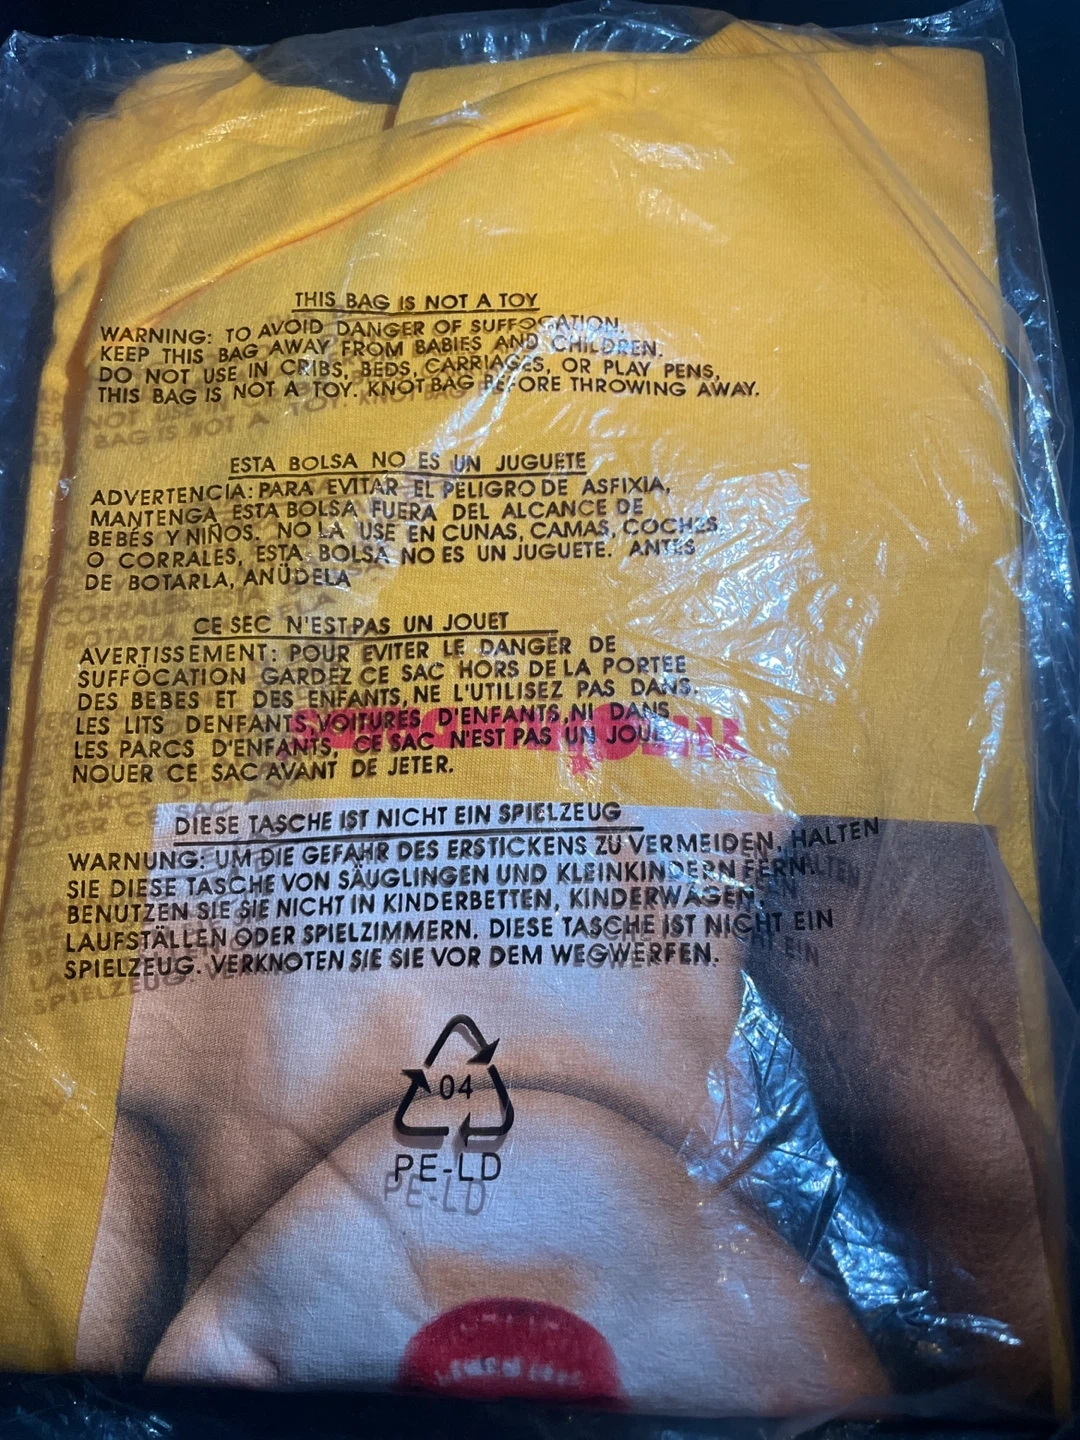 THIS BAG IS NOT A TOY
WARNING: TO AVOID DANGER OF SUFFOCATION,
KEEP THIS BAG AWAY FROM BABIES AND CHILDREN.
DO NOT USE IN CRIBS, BEDS, CARRIAGES, OR PLAY PENS,
THIS BAG IS NOT A TOY. KNOT BAG BEFORE THROWING AWAY.
ESTA BOLSA NO ES UN JUGUETE
ADVERTENCIA: PARA EVITAR EL PELIGRO DE ASFIXIA,
MANTENGA ESTA BOLSA FUERA DEL ALCANCE DE
BEBÉS Y NIÑOS. NO LA USE EN CUNAS, CAMAS, COCHES
O CORRALES, ESTA BOLSA NO ES UN JUGUETE. ANTES
DE BOTARLA, ANÜDELA
CE SEC N'EST PAS UN JOUET
AVERTISSEMENT: POUR EVITER LE DANGER DE
SUFFÖCATION GARDEZ CE SAC HORS DE LA PORTEE
DES BEBES ET DES ENFANTS, NE L'UTILISEZ PAS DANS
LES LITS DENFANTS, VOITURES D'ENFANTS, NI DANS
LES PARCS D'ENFANTS, CE SAC N'EST PAS UN
NOUER CE SAC AVANT DE JETER.
DIESE TASCHE IST NICHT EIN SPIELZEUG
WARNUNG: UM DIE GEFAHR DES ERSTICKENS ZU VERMEIDEN, HALTEN
SIE DIESE TASCHE VON SÄUGLINGEN UND KLEINKINDERN FERN.
BENUTZEN SIE SIE NICHT IN KINDERBETTEN, KINDERWAGEN,
LAUFSTÄLLEN ODER SPIELZIMMERN. DIESE TASCHE IST NICHT EIN
SPIELZEUG. VERKNOTEN SIE SIE VOR DEM WEGWERFEN.
04
PE-LD